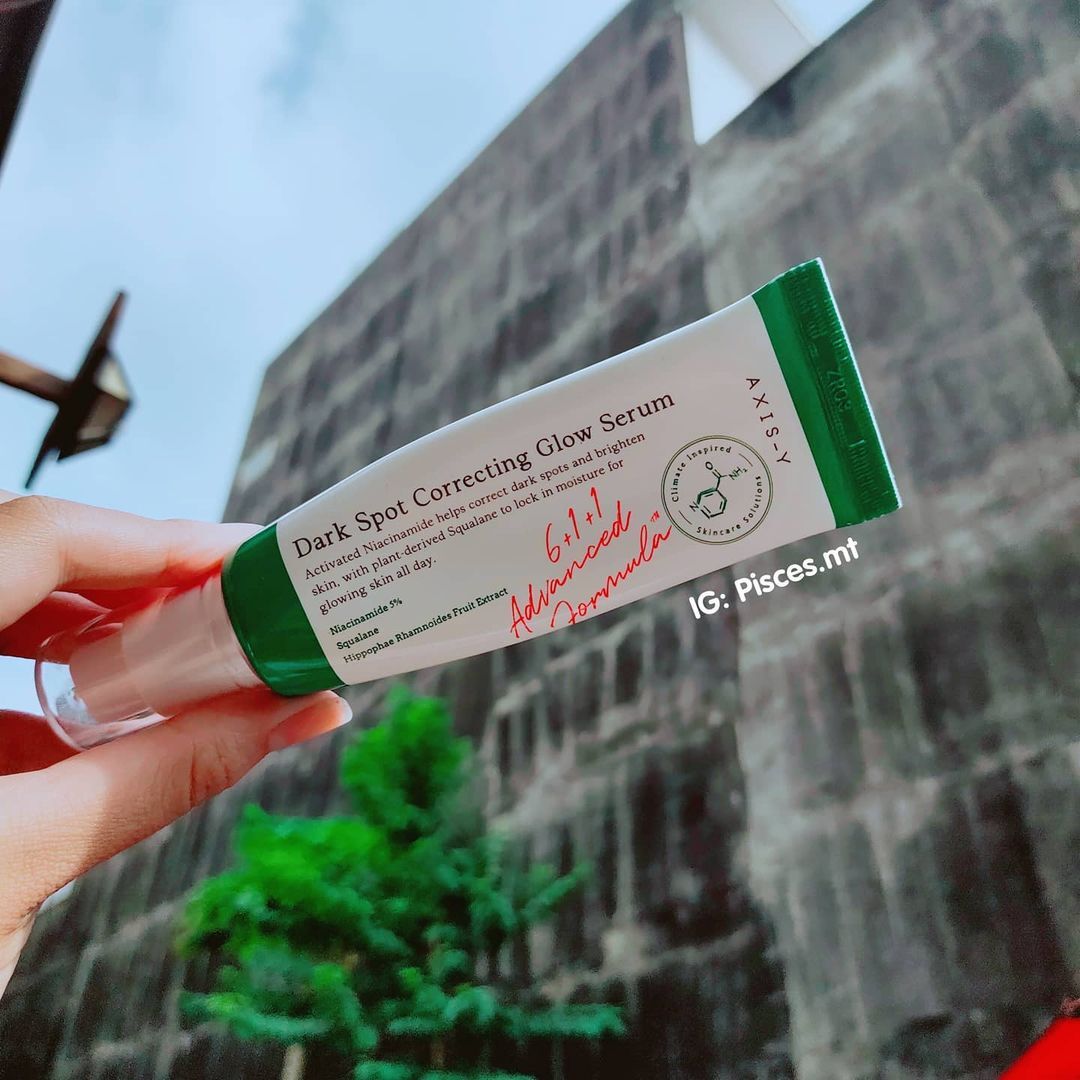 AXIS-Y
Dark Spot Correcting Glow Serum
Activated Niacinamide helps correct dark spots and brighten
skin, with plant-derived Squalane to lock in moisture for
glowing skin all day.
Niacinamide 5%
Squalane
Hippophae Rhamnoides Fruit Extract
6+1+1
Advanced
Formula™
Climate Inspired
N
O
NH₂
Skincare Solutions
IG: Pisces.mt